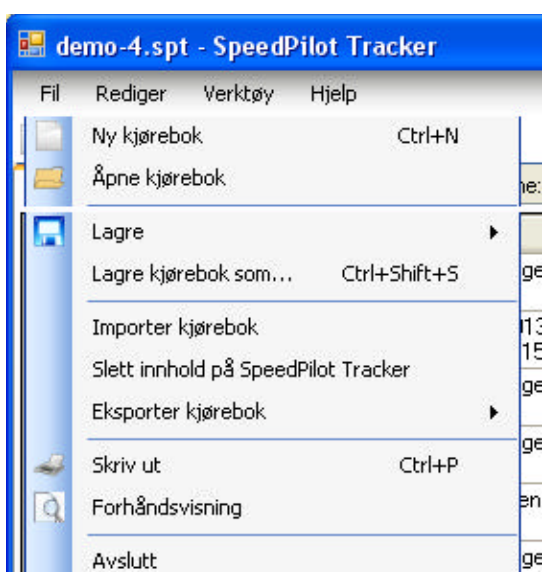 demo-4.spt - SpeedPilot Tracker
Fil Rediger Verktøy Hjelp
Ny kjørebok Ctrl+N
Åpne kjørebok
Lagre
Lagre kjørebok som... Ctrl+Shift+S
Importer kjørebok
Slett innhold på SpeedPilot Tracker
Eksporter kjørebok
Skriv ut Ctrl+P
Forhåndsvisning
Avslutt